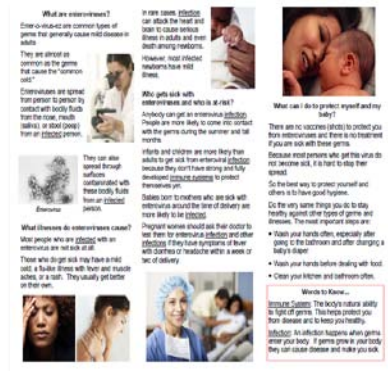 What are enteroviruses?
Enter-o-virus-ez are common types of
germs that generally cause mild disease in
adults
They are almost as
common as the germs
that cause the "common
cold."
Enteroviruses are spread
from person to person by
contact with bodily fluids
from the nose, mouth
(saliva), or stool (poop)
from an infected person.
They can also
spread through
surfaces
contaminated with
these bodily fluids
from an infected
person.
Enterovirus
What illnesses do enteroviruses cause?
Most people who are infected with an
enterovirus are not sick at all.
Those who do get sick may have a mild
cold, a flu-like illness with fever and muscle
aches, or a rash. They usually get better
on their own.
In rare cases, infection
can attack the heart and
brain to cause serious
illness in adults and even
death among newborns.
However, most infected
newborns have mild
illness.
Who gets sick with
enteroviruses and who is at-risk?
Anybody can get an enterovirus infection.
People are more likely to come into contact
with the germs during the summer and fall
months.
Infants and children are more likely than
adults to get sick from enteroviral infection
because they don't have strong and fully
developed immune systems to protect
themselves yet.
Babies born to mothers who are sick with
enterovirus around the time of delivery are
more likely to be infected.
Pregnant women should ask their doctor to
test them for enterovirus infection and other
infections if they have symptoms of fever
with diarrhea or headache within a week or
two of delivery.
What can I do to protect myself and my
baby?
There are no vaccines (shots) to protect you
from enteroviruses and there is no treatment
if you are sick with these germs.
Because most persons who get this virus do
not become sick, it is hard to stop their
spread.
So the best way to protect yourself and
others is to have good hygiene.
Do the very same things you do to stay
healthy against other types of germs and
illnesses. The most important steps are:
• Wash your hands often, especially after
going to the bathroom and after changing a
baby's diaper
• Wash your hands before dealing with food.
• Clean your kitchen and bathroom often.
Words to Know...
Immune System: The body's natural ability
to fight off germs. This helps protect you
from disease and to keep you healthy.
Infection: An infection happens when germs
enter your body. If germs grow in your body
they can cause disease and make you sick.